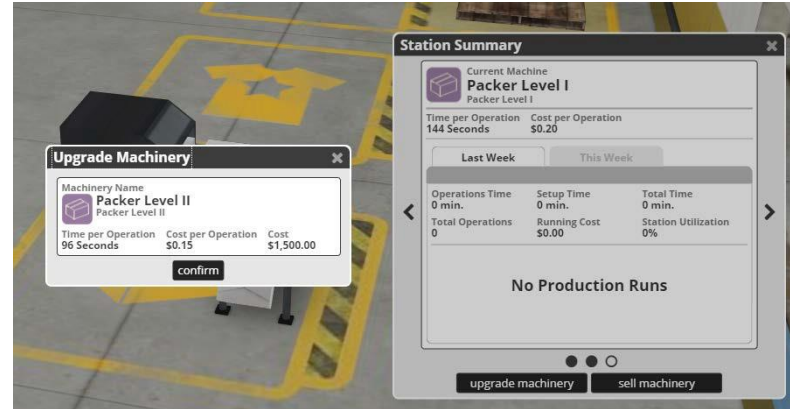 Station Summary
Current Machine
Packer Level I
Packer Level I
Time per Operation Cost per Operation
144 Seconds $0.20
Last Week This Week
Operations Time Setup Time Total Time
0 min. 0 min. 0 min.
Total Operations Running Cost Station Utilization
0 $0.00 0%
No Production Runs
upgrade machinery sell machinery
Upgrade Machinery
Machinery Name
Packer Level II
Packer Level II
Time per Operation Cost per Operation Cost
96 Seconds $0.15 $1,500.00
confirm